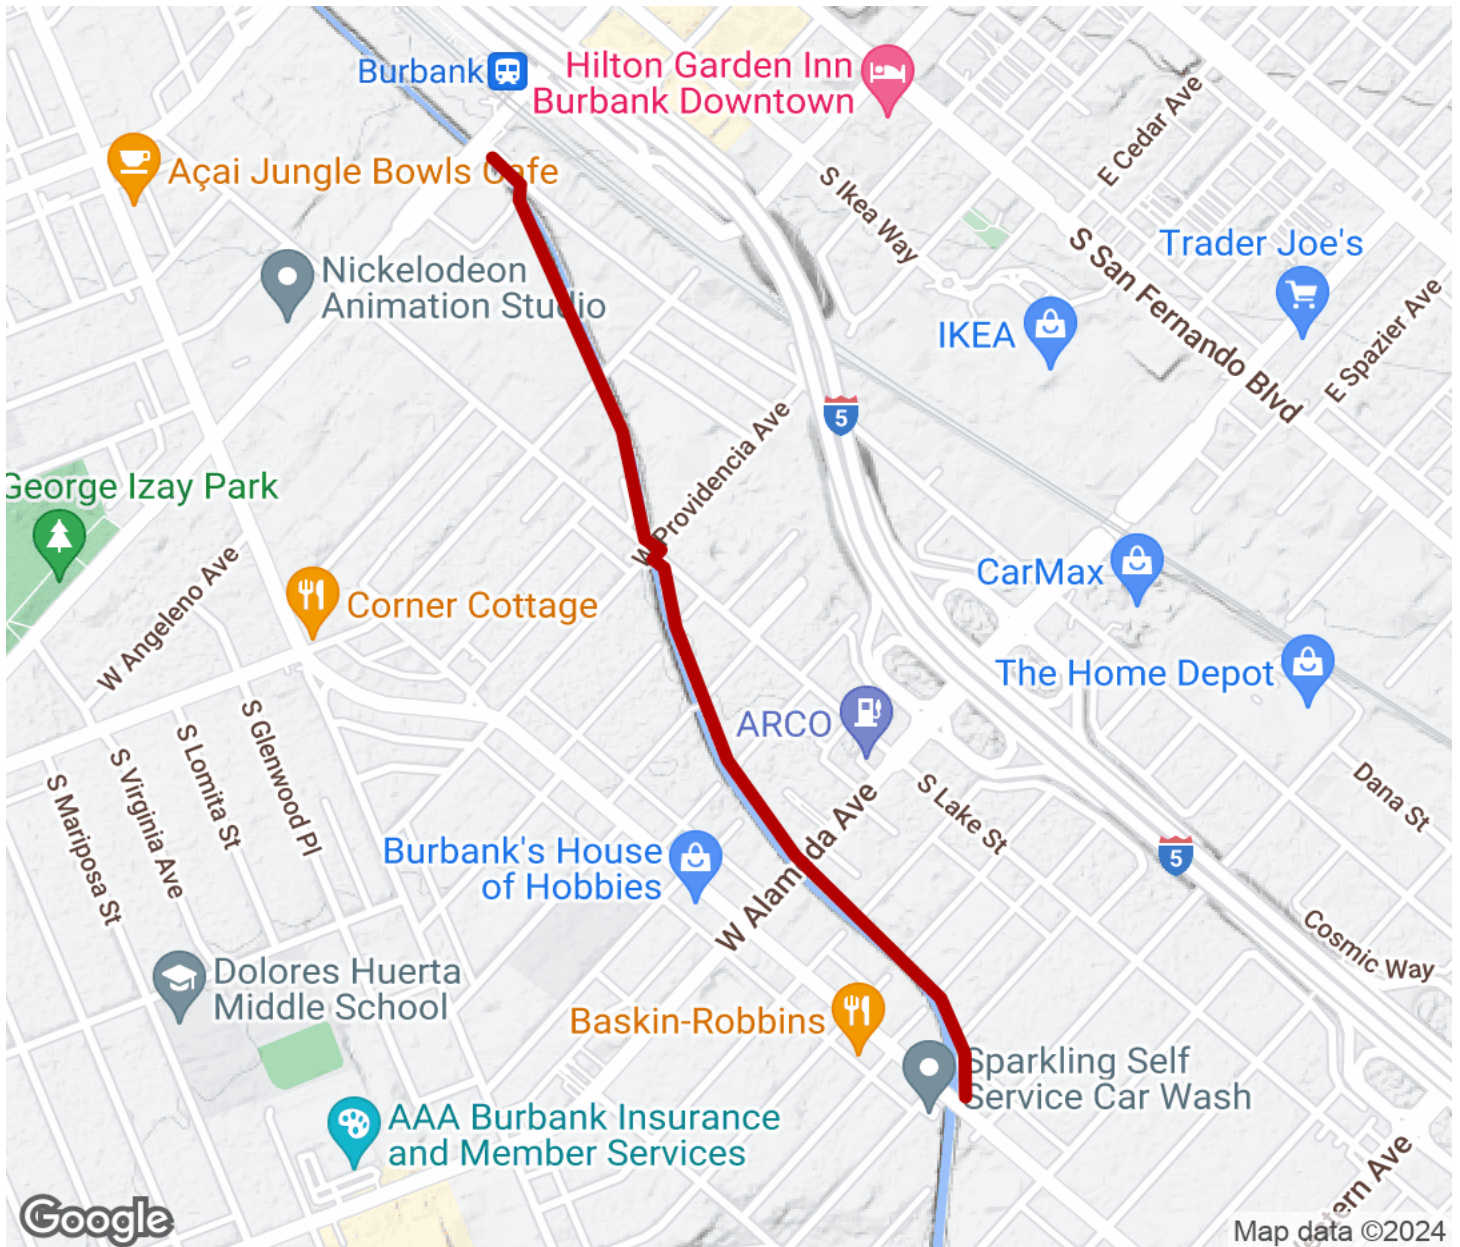 Burbank
Hilton Garden Inn
Burbank Downtown
E Cedar Ave
Açai Jungle Bowls Cafe
S Ikea Way
S San Fernando Blvd
Trader Joe's
Nickelodeon
Animation Studio
IKEA
E Spazier Ave
5
W Providencia Ave
George Izay Park
W Angeleno Ave
Corner Cottage
CarMax
The Home Depot
ARCO
S Mariposa St
S Virginia Ave
S Lomita St
S Glenwood Pl
S Lake St
Dana St
Burbank's House
of Hobbies
W Alam da Ave
5
Cosmic Way
Dolores Huerta
Middle School
Baskin-Robbins
Sparkling Self
Service Car Wash
AAA Burbank Insurance
and Member Services
tern Ave
Google
Map data ©2024